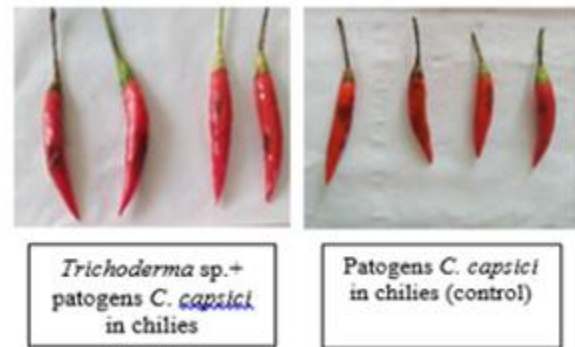 Trichoderma sp.+
patogens C. capsici
in chilies
Patogens C. capsici
in chilies (control)